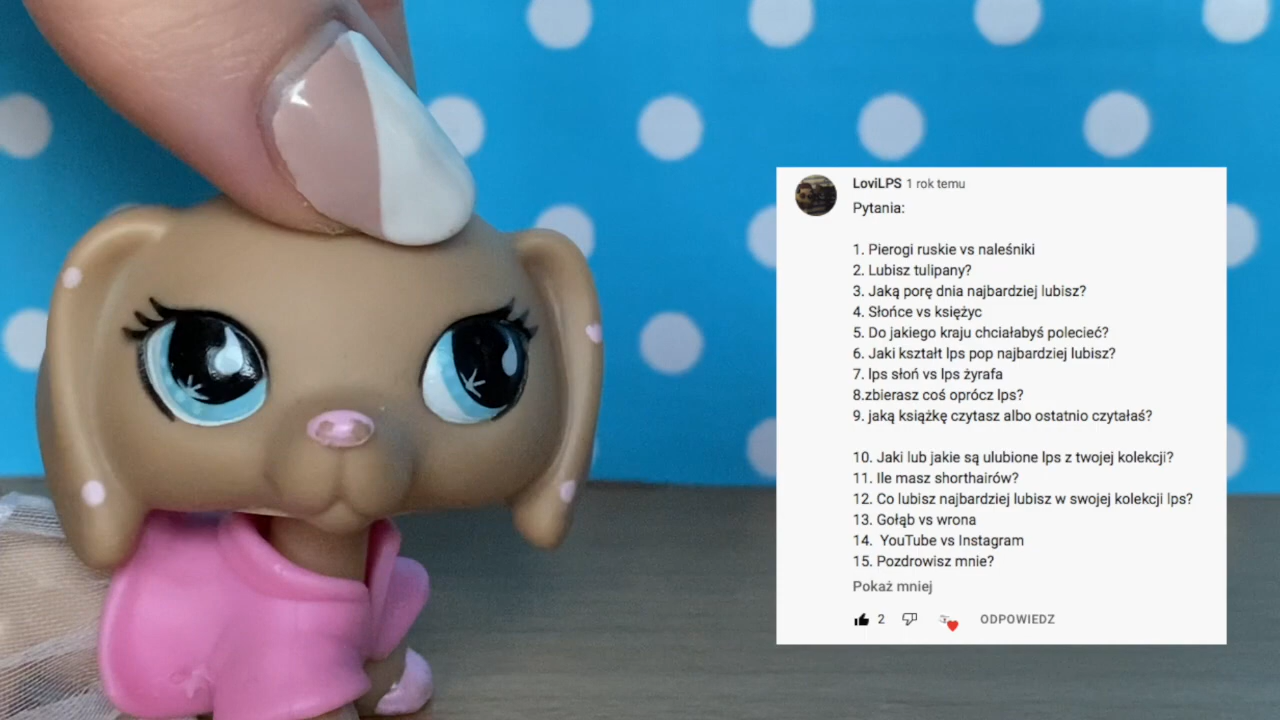 LoviLPS 1 rok temu
Pytania:
1. Pierogi ruskie vs naleśniki
2. Lubisz tulipany?
3. Jaką porę dnia najbardziej lubisz?
4. Słońce vs księżyc
5. Do jakiego kraju chciałabyś polecieć?
6. Jaki kształt lps pop najbardziej lubisz?
7. lps słoń vs lps żyrafa
8.zbierasz coś oprócz lps?
9. jaką książkę czytasz albo ostatnio czytałaś?
10. Jaki lub jakie są ulubione lps z twojej kolekcji?
11. Ile masz shorthairów?
12. Co lubisz najbardziej lubisz w swojej kolekcji lps?
13. Gołąb vs wrona
14. YouTube vs Instagram
15. Pozdrowisz mnie?
Pokaż mniej
2 ODPOWIEDZ